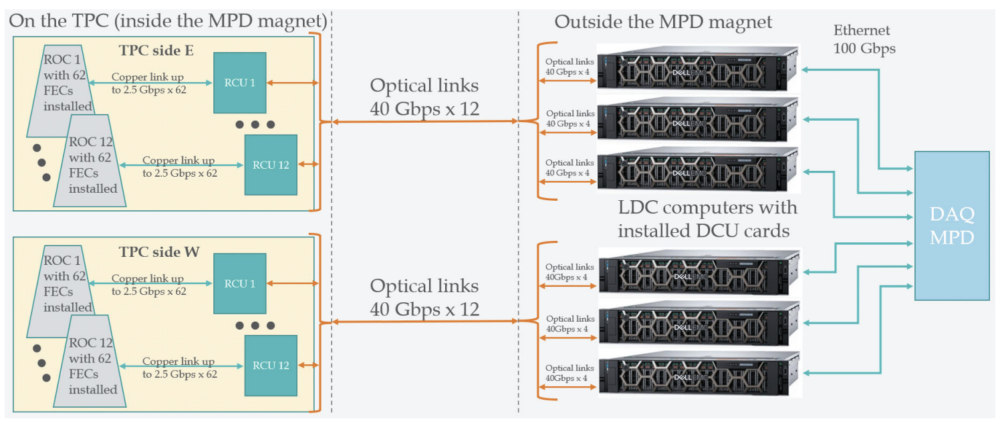 On the TPC (inside the MPD magnet)
TPC side E
ROC 1
with 62
FECs
installed
Copper link up
to 2.5 Gbps x 62
RCU 1
ROC 12
with 62
FECs
installed
Copper link up
to 2.5 Gbps x 62
RCU 12
TPC side W
ROC 1
with 62
FECs
installed
Copper link up
to 2.5 Gbps x 62
RCU 1
ROC 12
with 62
FECs
installed
Copper link up
to 2.5 Gbps x 62
RCU 12
Optical links
40 Gbps x 12
Optical links
40 Gbps x 12
Outside the MPD magnet
Optical links
40 Gbps x 4
DELLEMC
Optical links
40 Gbps x 4
DELLEMC
Optical links
40 Gbps x 4
DELLEMC
LDC computers with
installed DCU cards
Optical links
40Gbps x 4
DELLEMC
Optical links
40Gbps x 4
DELLEMC
Optical links
40Gbps x 4
DELLEMC
Ethernet
100 Gbps
DAQ
MPD